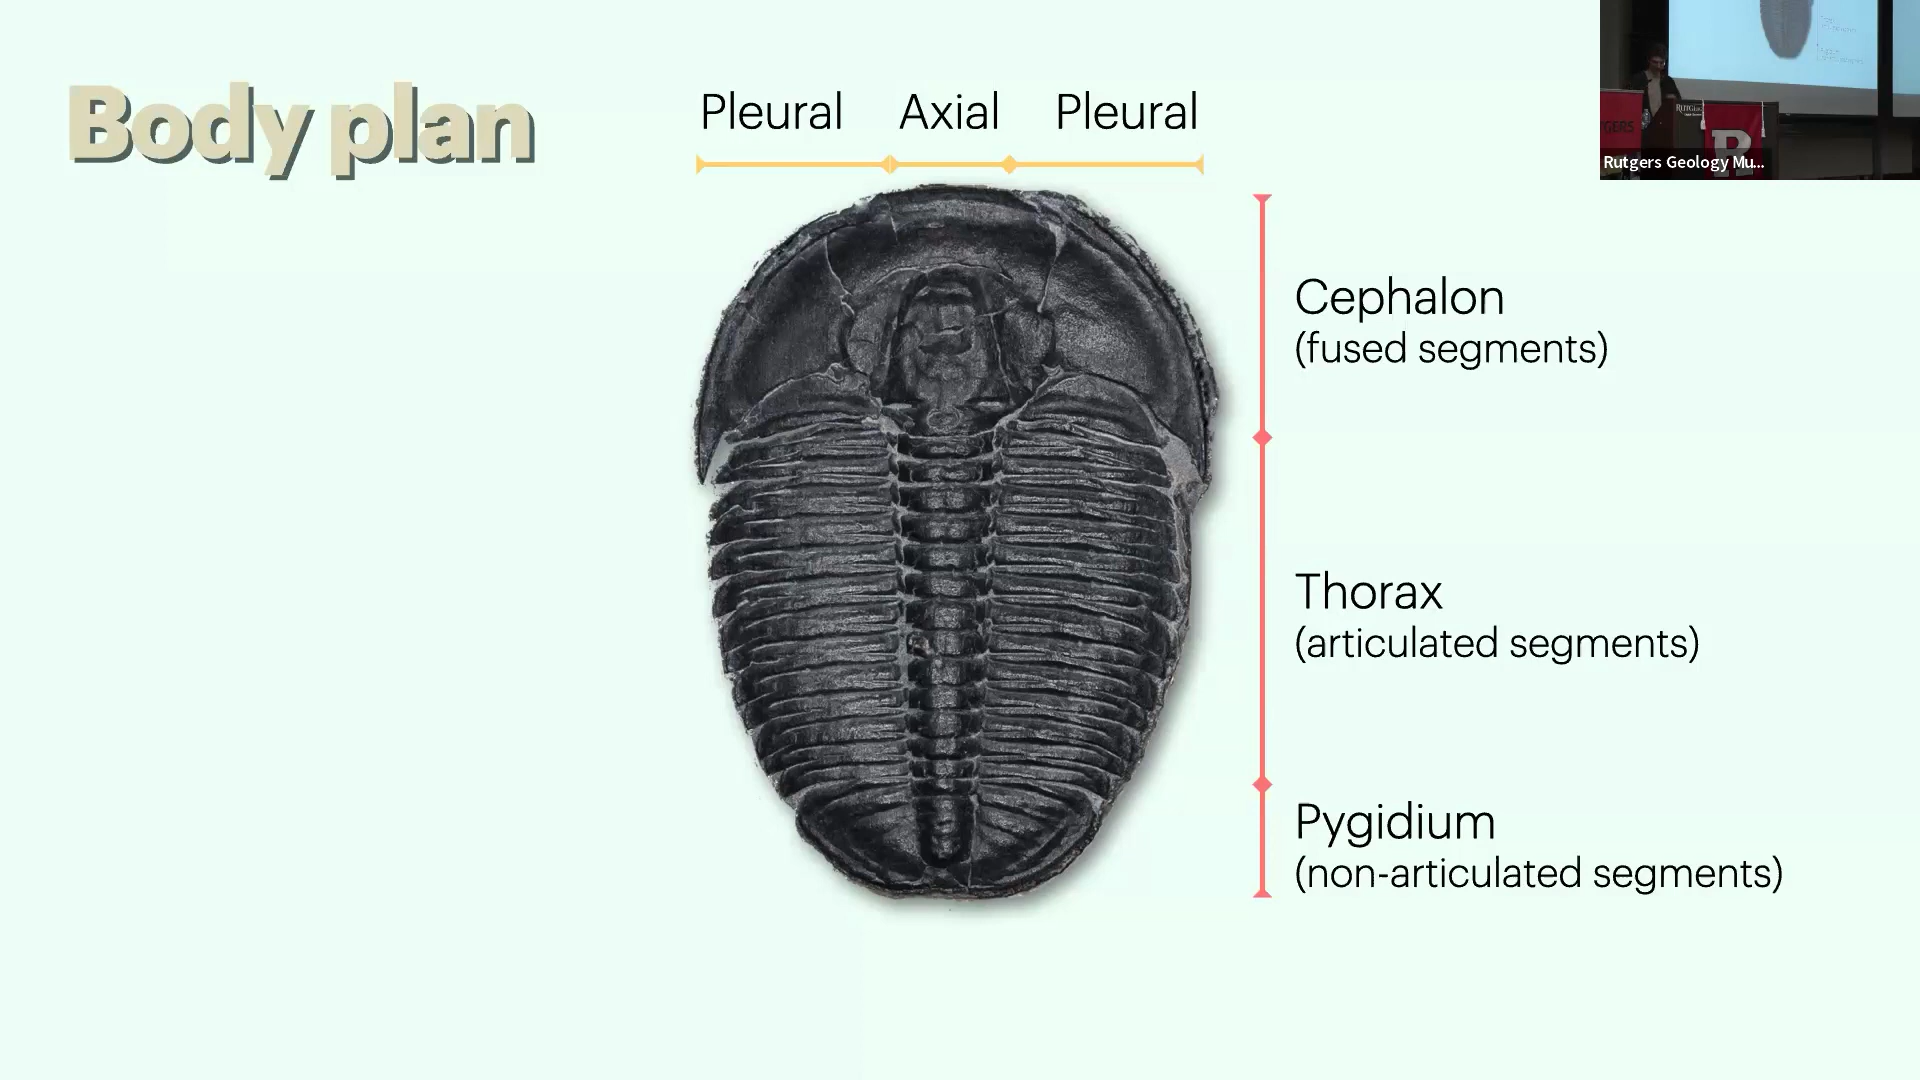 Body plan
Pleural Axial Pleural
Cephalon
(fused segments)
Thorax
(articulated segments)
Pygidium
(non-articulated segments)
Rutgers Geology Mu...
R